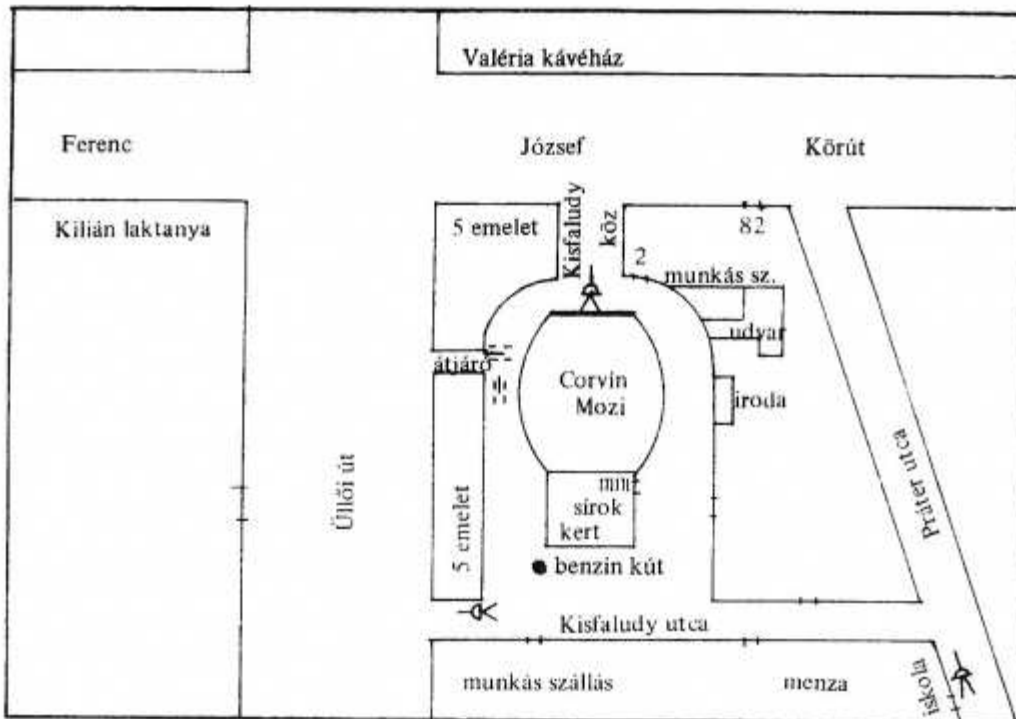 Valéria kávéház
Ferenc
József
Körút
Kilián laktanya
5 emelet
Kisfaludy
köz
82
2
munkás sz.
udvar
átjáró
Corvin
Mozi
iroda
Üllői út
5 emelet
sírok
kert
benzin kút
Práter utca
Kisfaludy utca
munkás szállás
menza
iskola